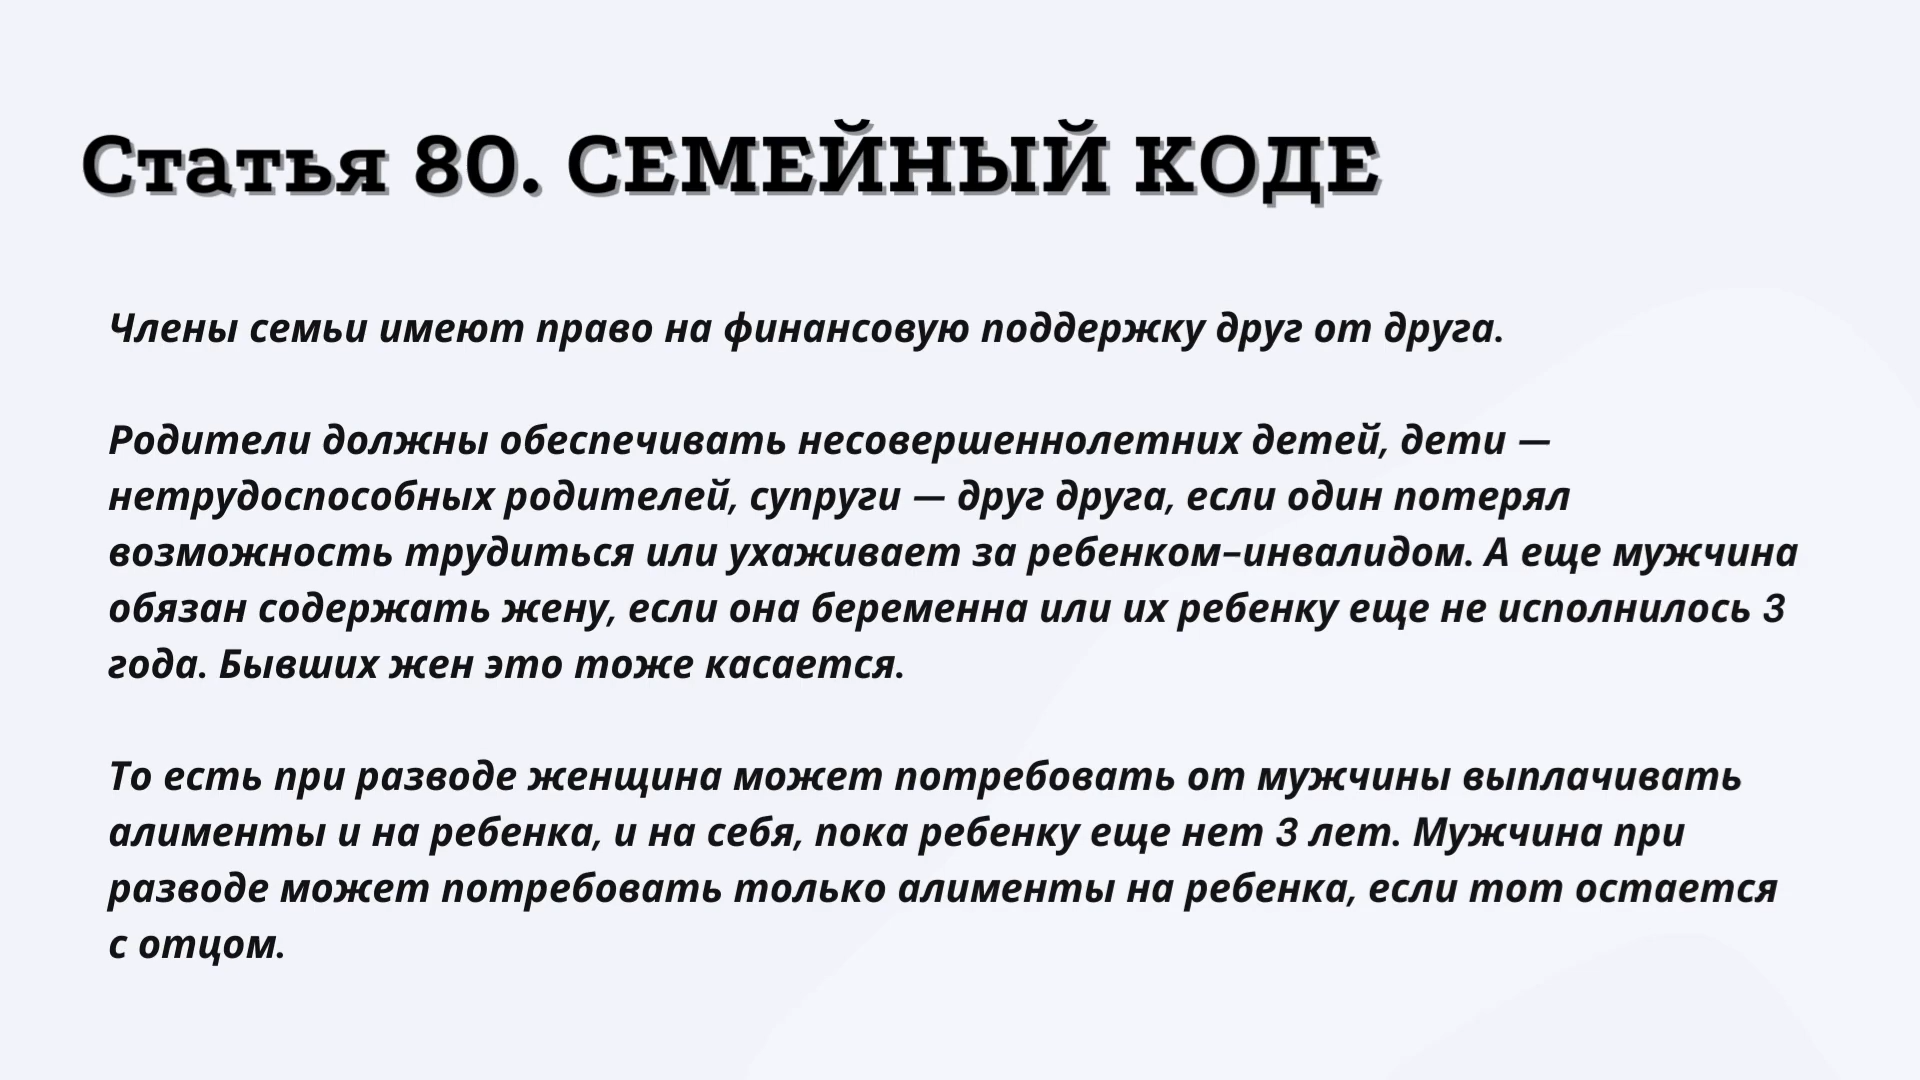 Статья 80. СЕМЕЙНЫЙ КОДЕ
Члены семьи имеют право на финансовую поддержку друг от друга.
Родители должны обеспечивать несовершеннолетних детей, дети —
нетрудоспособных родителей, супруги — друг друга, если один потерял
возможность трудиться или ухаживает за ребенком–инвалидом. А еще мужчина
обязан содержать жену, если она беременна или их ребенку еще не исполнилось 3
года. Бывших жен это тоже касается.
То есть при разводе женщина может потребовать от мужчины выплачивать
алименты и на ребенка, и на себя, пока ребенку еще нет 3 лет. Мужчина при
разводе может потребовать только алименты на ребенка, если тот остается
с отцом.